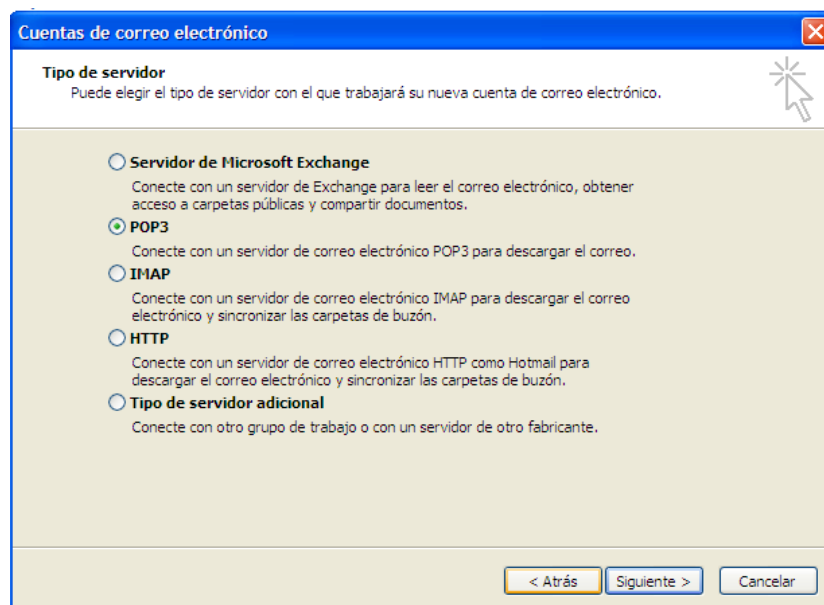 Cuentas de correo electrónico
Tipo de servidor
Puede elegir el tipo de servidor con el que trabajará su nueva cuenta de correo electrónico.
Servidor de Microsoft Exchange
Conecte con un servidor de Exchange para leer el correo electrónico, obtener
acceso a carpetas públicas y compartir documentos.
POP3
Conecte con un servidor de correo electrónico POP3 para descargar el correo.
IMAP
Conecte con un servidor de correo electrónico IMAP para descargar el correo
electrónico y sincronizar las carpetas de buzón.
HTTP
Conecte con un servidor de correo electrónico HTTP como Hotmail para
descargar el correo electrónico y sincronizar las carpetas de buzón.
Tipo de servidor adicional
Conecte con otro grupo de trabajo o con un servidor de otro fabricante.
< Atrás Siguiente > Cancelar